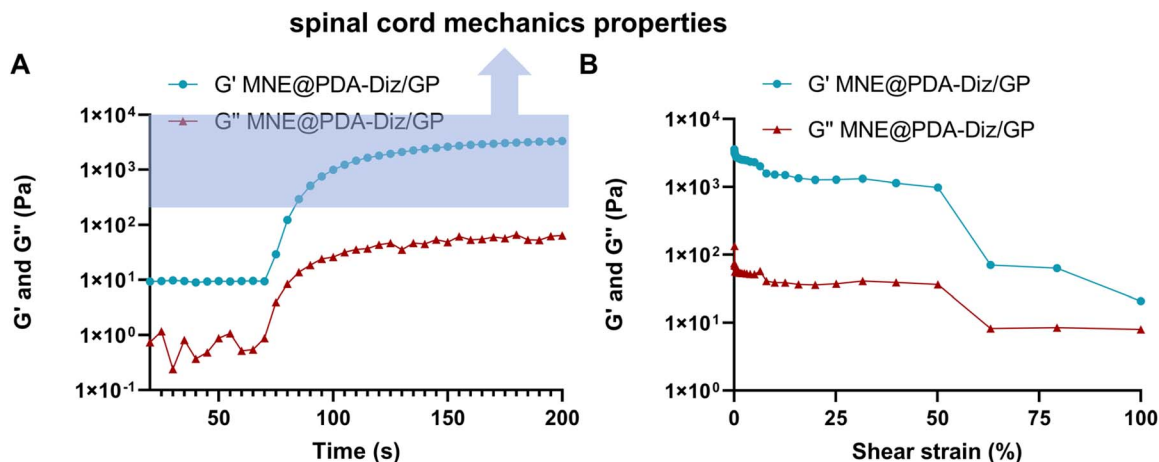 spinal cord mechanics properties
A
G' MNE@PDA-Diz/GP
G'' MNE@PDA-Diz/GP
G' and G'' (Pa)
1×10⁴
1×10³
1×10²
1×10¹
1×10⁰
1×10⁻¹
50
100
150
200
Time (s)
B
G' MNE@PDA-Diz/GP
G'' MNE@PDA-Diz/GP
G' and G'' (Pa)
1×10⁴
1×10³
1×10²
1×10¹
1×10⁰
0
25
50
75
100
Shear strain (%)